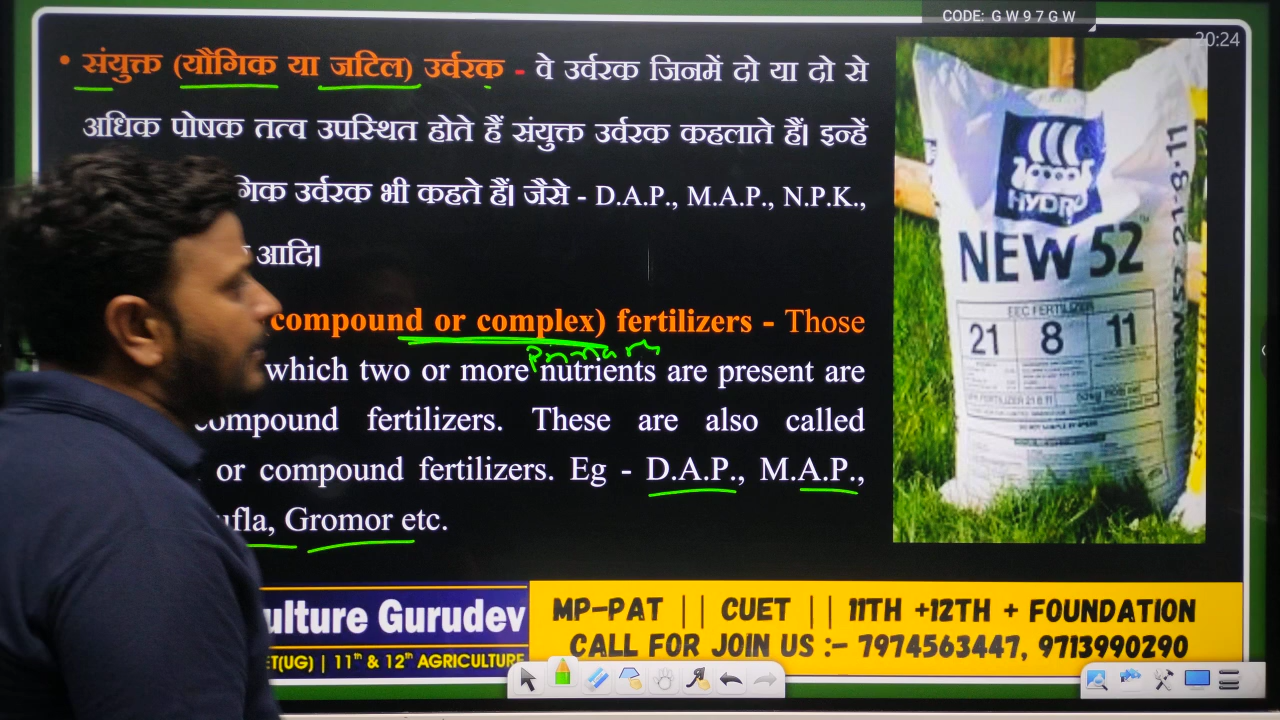 CODE: G W 9 7 G W
20:24
• संयुक्त (यौगिक या जटिल) उर्वरक - वे उर्वरक जिनमें दो या दो से
अधिक पोषक तत्व उपस्थित होते हैं संयुक्त उर्वरक कहलाते हैं। इन्हें
उर्वरक भी कहते हैं। जैसे - D.A.P., M.A.P., N.P.K.,
आदि।
compound or complex) fertilizers - Those
which two or more nutrients are present are
compound fertilizers. These are also called
or compound fertilizers. Eg - D.A.P., M.A.P.,
Gromor etc.
HYDRO
NEW 52
EEC FERTILIZER
21 8 11
NEW 52 21-8-11
Gurudev
| 11th & 12th AGRICULTURE
MP-PAT || CUET || 11TH +12TH + FOUNDATION
CALL FOR JOIN US :- 7974563447, 9713990290